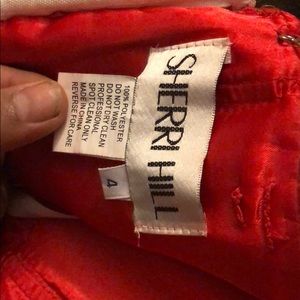 SHERRI HILL
4
100% POLYESTER
DO NOT WASH
DO NOT DRY CLEAN
PROFESSIONAL
SPOT CLEAN ONLY
MADE IN CHINA
REVERSE FOR CARE